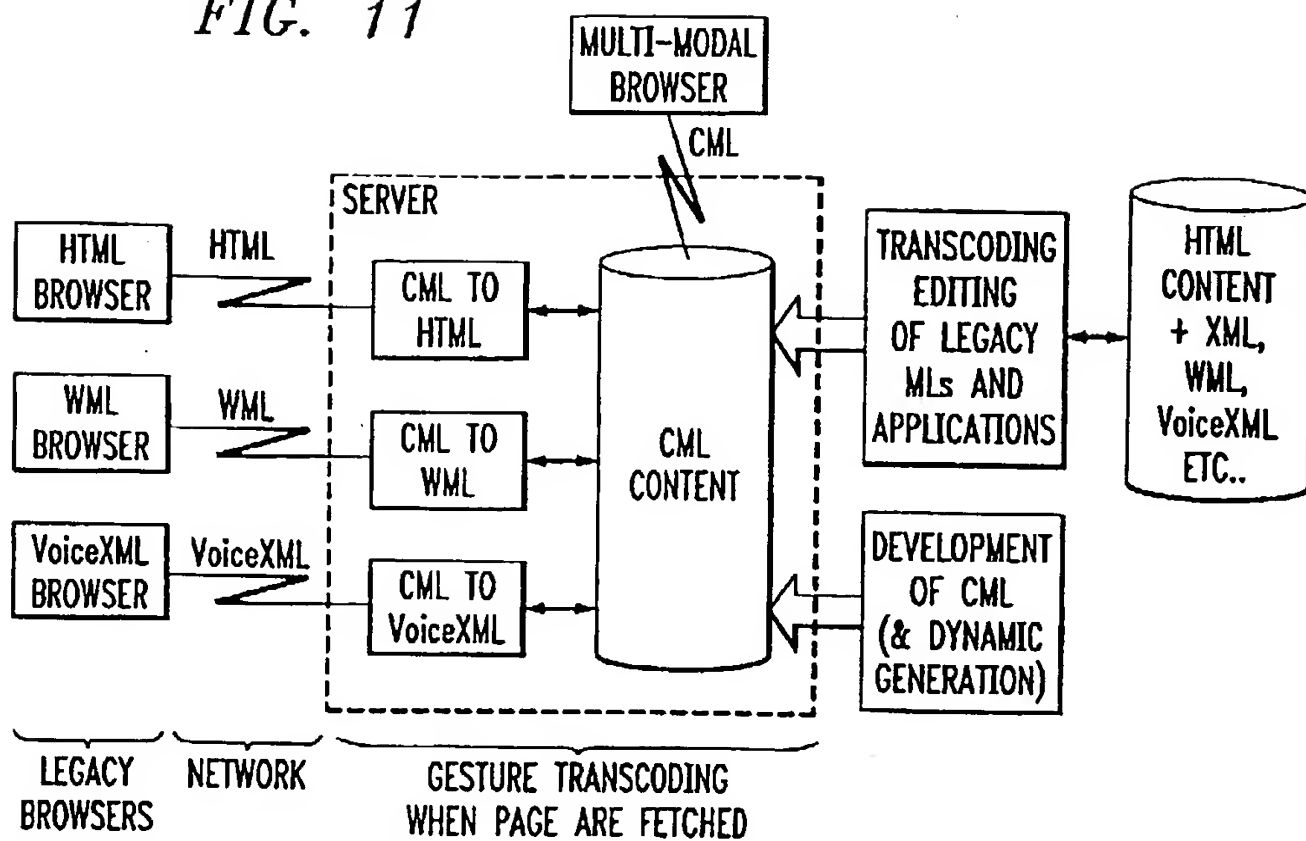 FIG. 11
MULTI-MODAL
BROWSER
CML
SERVER
HTML
BROWSER
HTML
CML TO
HTML
WML
BROWSER
WML
CML TO
WML
VoiceXML
BROWSER
VoiceXML
CML TO
VoiceXML
CML
CONTENT
TRANSCODING
EDITING
OF LEGACY
MLs AND
APPLICATIONS
HTML
CONTENT
+ XML,
WML,
VoiceXML
ETC..
DEVELOPMENT
OF CML
(& DYNAMIC
GENERATION)
LEGACY
BROWSERS
NETWORK
GESTURE TRANSCODING
WHEN PAGE ARE FETCHED